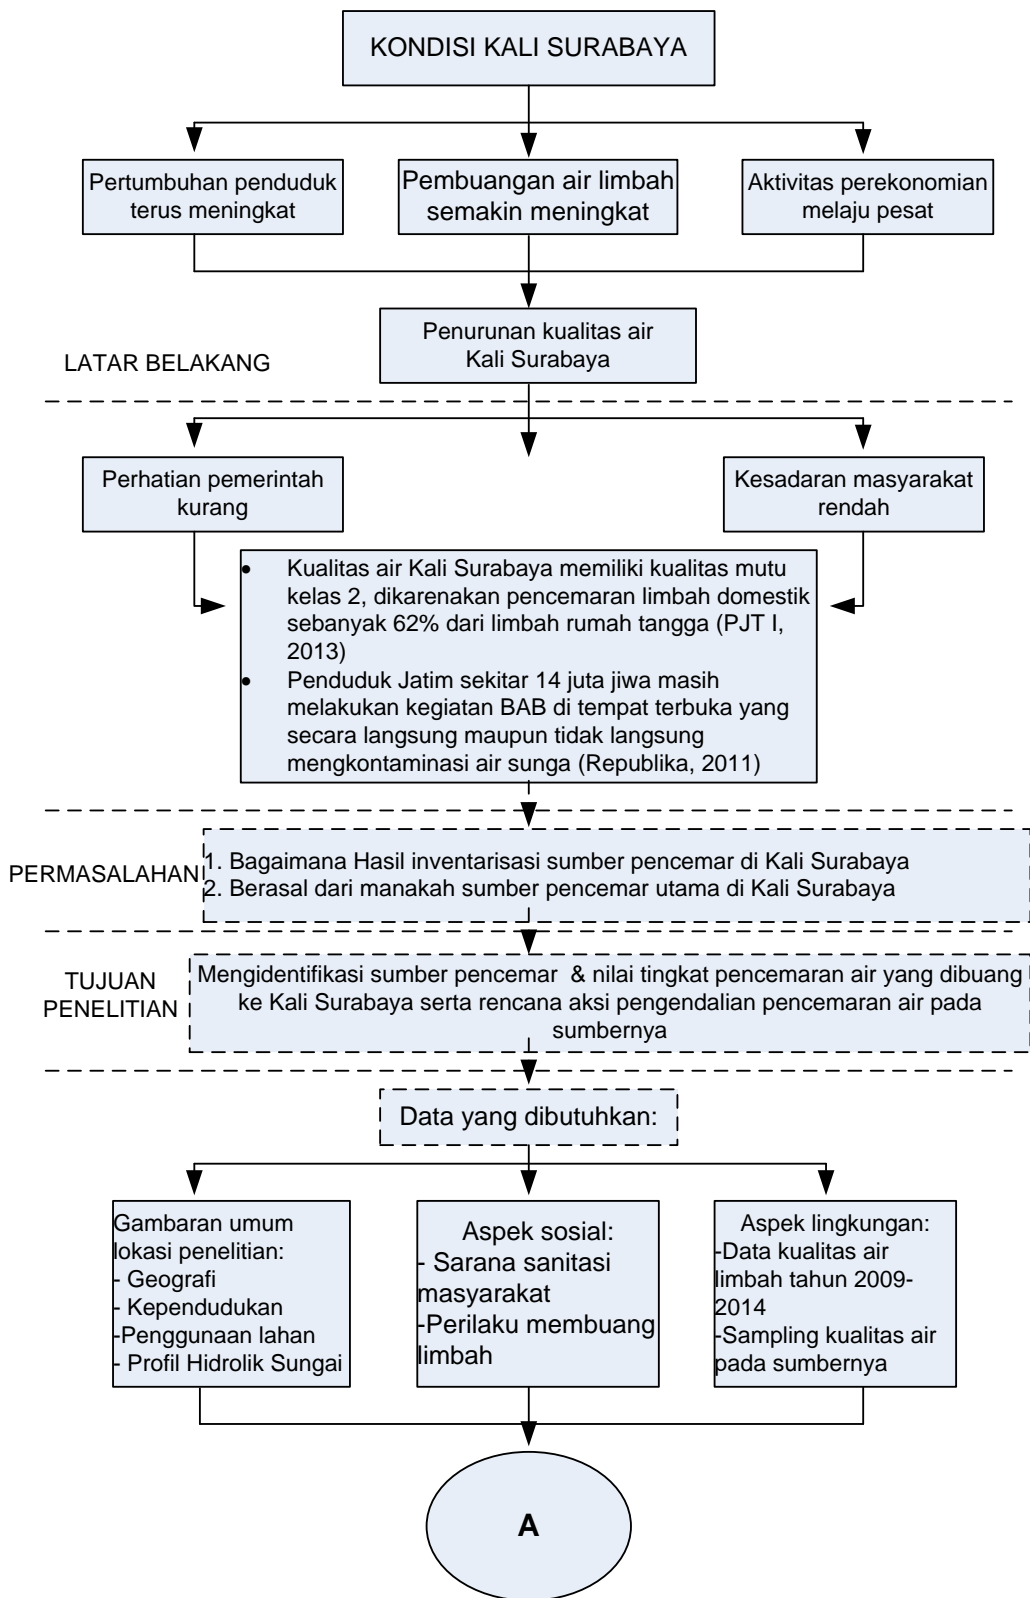 KONDISI KALI SURABAYA
Pertumbuhan penduduk
terus meningkat
Pembuangan air limbah
semakin meningkat
Aktivitas perekonomian
melaju pesat
Penurunan kualitas air
Kali Surabaya
LATAR BELAKANG
Perhatian pemerintah
kurang
Kesadaran masyarakat
rendah
• Kualitas air Kali Surabaya memiliki kualitas mutu
kelas 2, dikarenakan pencemaran limbah domestik
sebanyak 62% dari limbah rumah tangga (PJT I,
2013)
• Penduduk Jatim sekitar 14 juta jiwa masih
melakukan kegiatan BAB di tempat terbuka yang
secara langsung maupun tidak langsung
mengkontaminasi air sunga (Republika, 2011)
PERMASALAHAN
1. Bagaimana Hasil inventarisasi sumber pencemar di Kali Surabaya
2. Berasal dari manakah sumber pencemar utama di Kali Surabaya
TUJUAN
PENELITIAN
Mengidentifikasi sumber pencemar & nilai tingkat pencemaran air yang dibuang
ke Kali Surabaya serta rencana aksi pengendalian pencemaran air pada
sumbernya
Data yang dibutuhkan:
Gambaran umum
lokasi penelitian:
- Geografi
- Kependudukan
-Penggunaan lahan
- Profil Hidrolik Sungai
Aspek sosial:
- Sarana sanitasi
masyarakat
-Perilaku membuang
limbah
Aspek lingkungan:
-Data kualitas air
limbah tahun 2009-
2014
-Sampling kualitas air
pada sumbernya
A